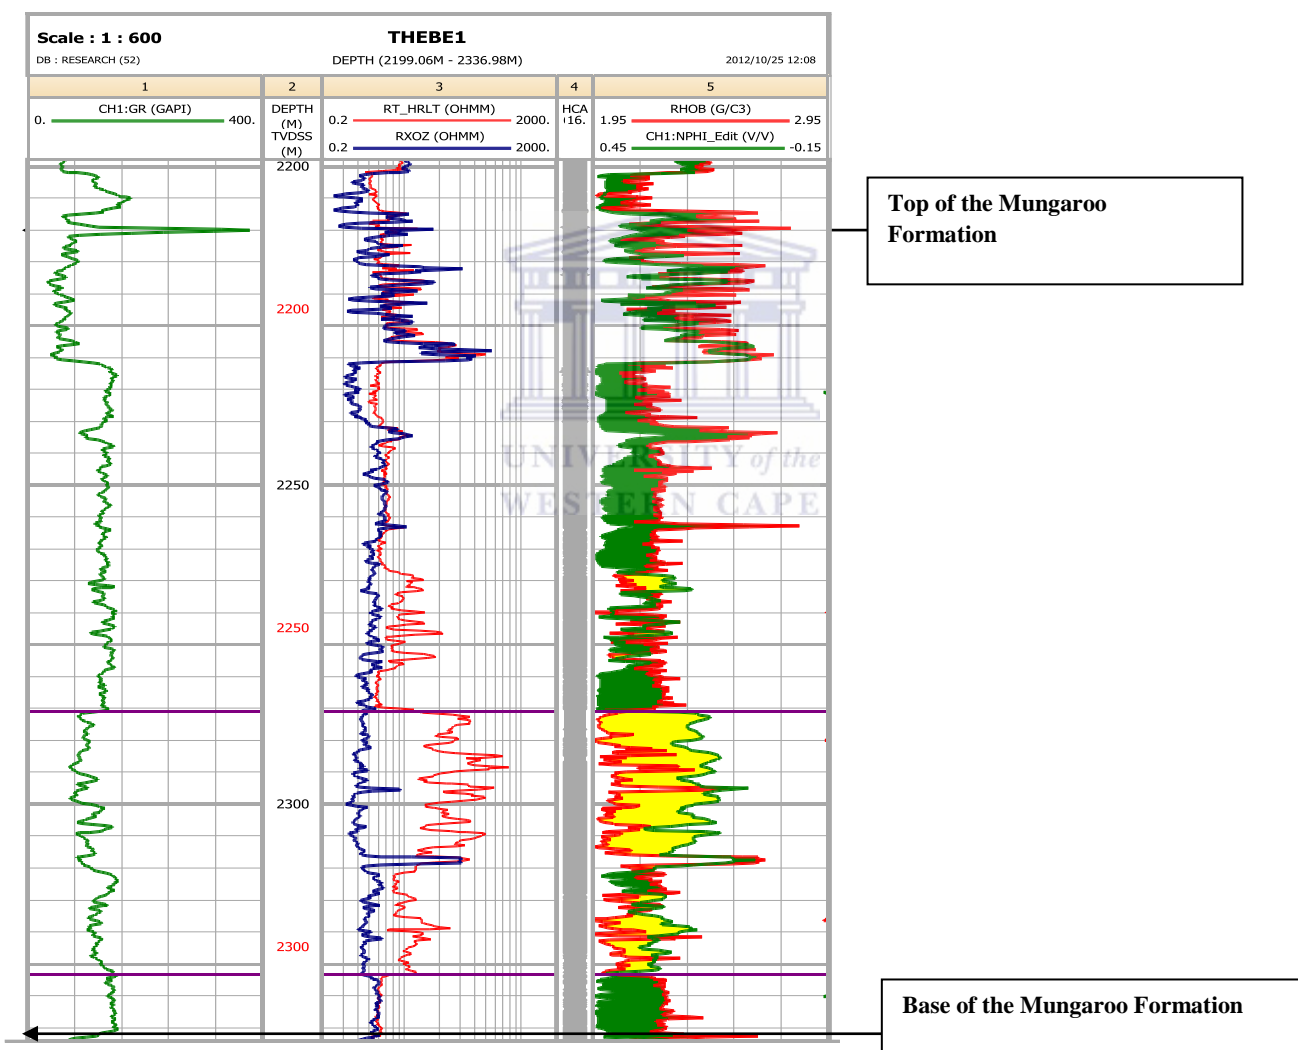 Scale : 1 : 600
THEBE1
DB : RESEARCH (52)
DEPTH (2199.06M - 2336.98M)
2012/10/25 12:08
1
2
3
4
5
CH1:GR (GAPI)
0.
400.
DEPTH
(M)
TVDSS
(M)
RT_HRLT (OHMM)
0.2
2000.
RXOZ (OHMM)
0.2
2000.
HCA
16.
RHOB (G/C3)
1.95
2.95
CH1:NPHI_Edit (V/V)
0.45
-0.15
2200
Top of the Mungaroo
Formation
2200
UNIVERSITY of the
WESTERN CAPE
2250
2250
2300
2300
Base of the Mungaroo Formation